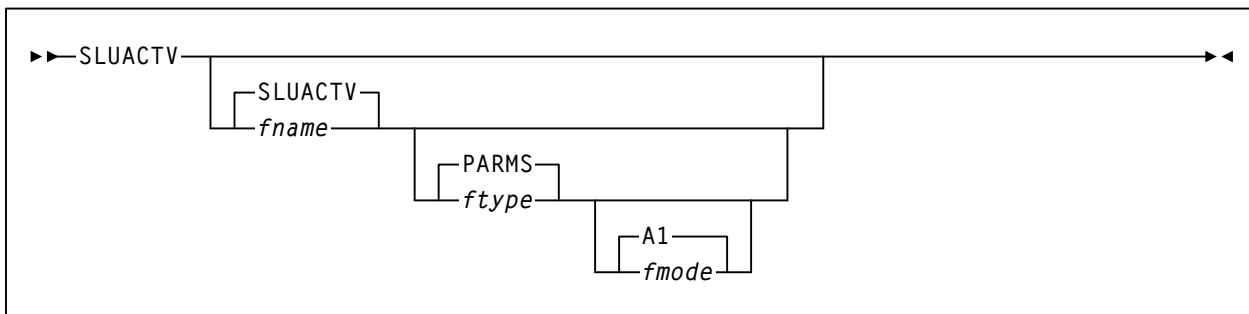 SLUACTV
SLUACTV
fname
PARMS
ftype
A1
fmode